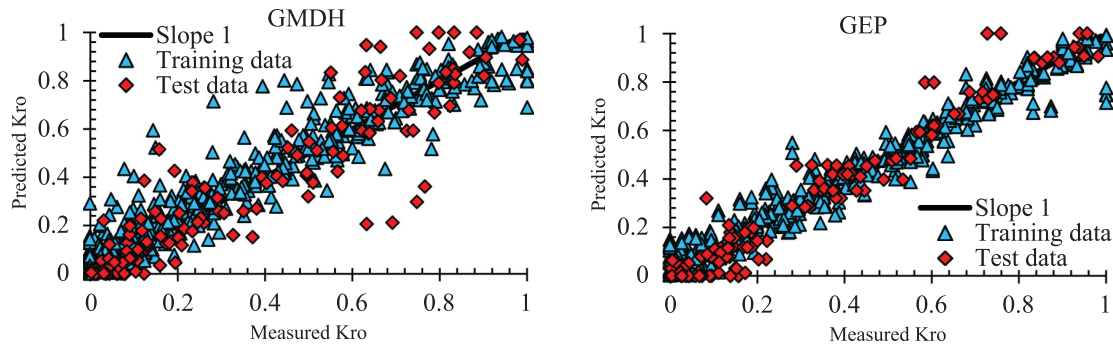 GMDH
1
0.8
0.6
0.4
0.2
0
Predicted Kro
Slope 1
Training data
Test data
0 0.2 0.4 0.6 0.8 1
Measured Kro
GEP
1
0.8
0.6
0.4
0.2
0
Predicted Kro
Slope 1
Training data
Test data
0 0.2 0.4 0.6 0.8 1
Measured Kro